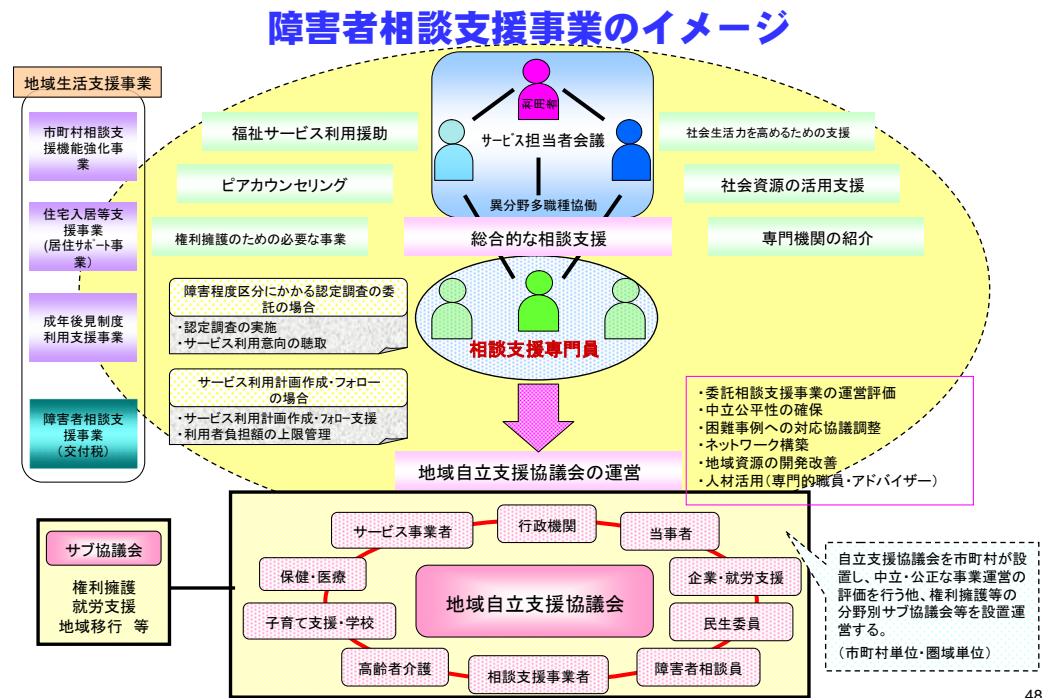 障害者相談支援事業のイメージ
地域生活支援事業
市町村相談支
援機能強化事
業
住宅入居等支
援事業
(居住ｻﾎﾟｰﾄ事
業)
成年後見制度
利用支援事業
障害者相談支
援事業
(交付税)
利用者
サービス担当者会議
異分野多職種協働
福祉サービス利用援助
社会生活力を高めるための支援
ピアカウンセリング
社会資源の活用支援
権利擁護のための必要な事業
総合的な相談支援
専門機関の紹介
障害程度区分にかかる認定調査の委
託の場合
・認定調査の実施
・サービス利用意向の聴取
相談支援専門員
サービス利用計画作成・フォロー
の場合
・サービス利用計画作成・ﾌｫﾛｰ支援
・利用者負担額の上限管理
・委託相談支援事業の運営評価
・中立公平性の確保
・困難事例への対応協議調整
・ネットワーク構築
・地域資源の開発改善
・人材活用(専門的職員・アドバイザー)
地域自立支援協議会の運営
サブ協議会
権利擁護
就労支援
地域移行 等
サービス事業者
行政機関
当事者
保健・医療
企業・就労支援
地域自立支援協議会
子育て支援・学校
民生委員
高齢者介護
相談支援事業者
障害者相談員
自立支援協議会を市町村が設
置し、中立・公正な事業運営の
評価を行う他、権利擁護等の
分野別サブ協議会等を設置運
営する。
(市町村単位・圏域単位)
48